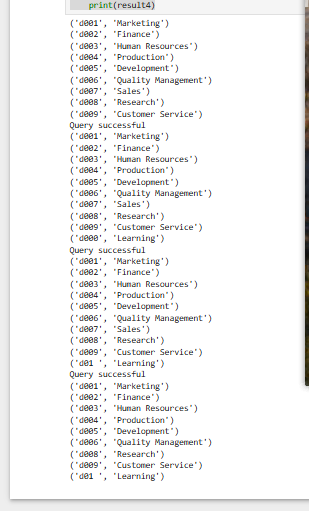 print(result4)
('d001', 'Marketing')
('d002', 'Finance')
('d003', 'Human Resources')
('d004', 'Production')
('d005', 'Development')
('d006', 'Quality Management')
('d007', 'Sales')
('d008', 'Research')
('d009', 'Customer Service')
Query successful
('d001', 'Marketing')
('d002', 'Finance')
('d003', 'Human Resources')
('d004', 'Production')
('d005', 'Development')
('d006', 'Quality Management')
('d007', 'Sales')
('d008', 'Research')
('d009', 'Customer Service')
('d000', 'Learning')
Query successful
('d001', 'Marketing')
('d002', 'Finance')
('d003', 'Human Resources')
('d004', 'Production')
('d005', 'Development')
('d006', 'Quality Management')
('d007', 'Sales')
('d008', 'Research')
('d009', 'Customer Service')
('d01 ', 'Learning')
Query successful
('d001', 'Marketing')
('d002', 'Finance')
('d003', 'Human Resources')
('d004', 'Production')
('d005', 'Development')
('d006', 'Quality Management')
('d008', 'Research')
('d009', 'Customer Service')
('d01 ', 'Learning')